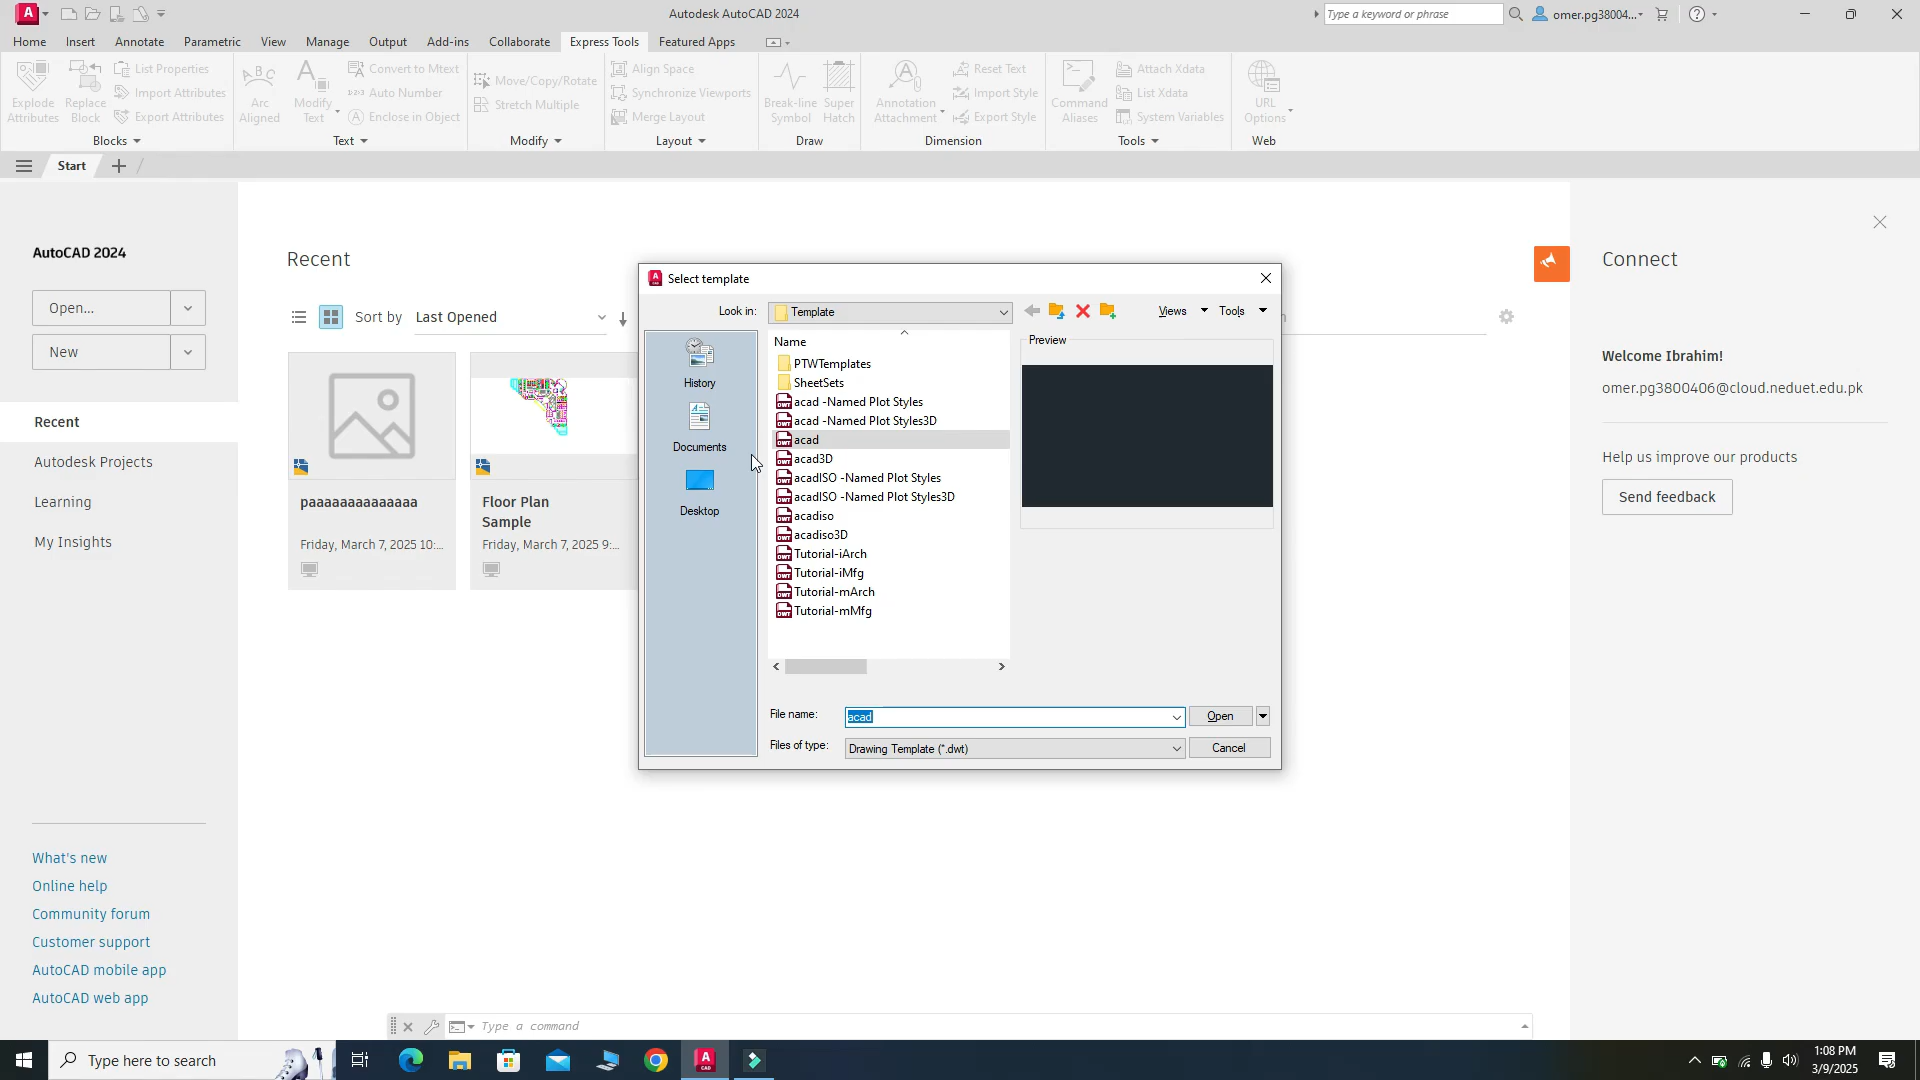 Autodesk AutoCAD 2024
Type a keyword or phrase
omer.pg38004...
Home Insert Annotate Parametric View Manage Output Add-ins Collaborate Express Tools Featured Apps
Explode Attributes
Replace Block
List Properties
Import Attributes
Export Attributes
Arc Aligned
Modify Text
Convert to Mtext
Auto Number
Enclose in Object
Move/Copy/Rotate
Stretch Multiple
Align Space
Synchronize Viewports
Merge Layout
Break-line Symbol
Super Hatch
Annotation Attachment
Reset Text
Import Style
Export Style
Command Aliases
Attach Xdata
List Xdata
System Variables
URL Options
Blocks Text Modify Layout Draw Dimension Tools Web
Start
AutoCAD 2024
Open...
New
Recent
Autodesk Projects
Learning
My Insights
What's new
Online help
Community forum
Customer support
AutoCAD mobile app
AutoCAD web app
Recent
Sort by Last Opened
paaaaaaaaaaaaaa
Friday, March 7, 2025 10:...
Floor Plan
Sample
Friday, March 7, 2025 9:...
Select template
Look in: Template
Views Tools
History
Documents
Desktop
Name
PTWTemplates
SheetSets
acad -Named Plot Styles
acad -Named Plot Styles3D
acad
acad3D
acadISO -Named Plot Styles
acadISO -Named Plot Styles3D
acadiso
acadiso3D
Tutorial-iArch
Tutorial-iMfg
Tutorial-mArch
Tutorial-mMfg
Preview
File name: acad
Open
Files of type: Drawing Template (*.dwt)
Cancel
Connect
Welcome Ibrahim!
omer.pg3800406@cloud.neduet.edu.pk
Help us improve our products
Send feedback
Type a command
Type here to search
1:08 PM
3/9/2025